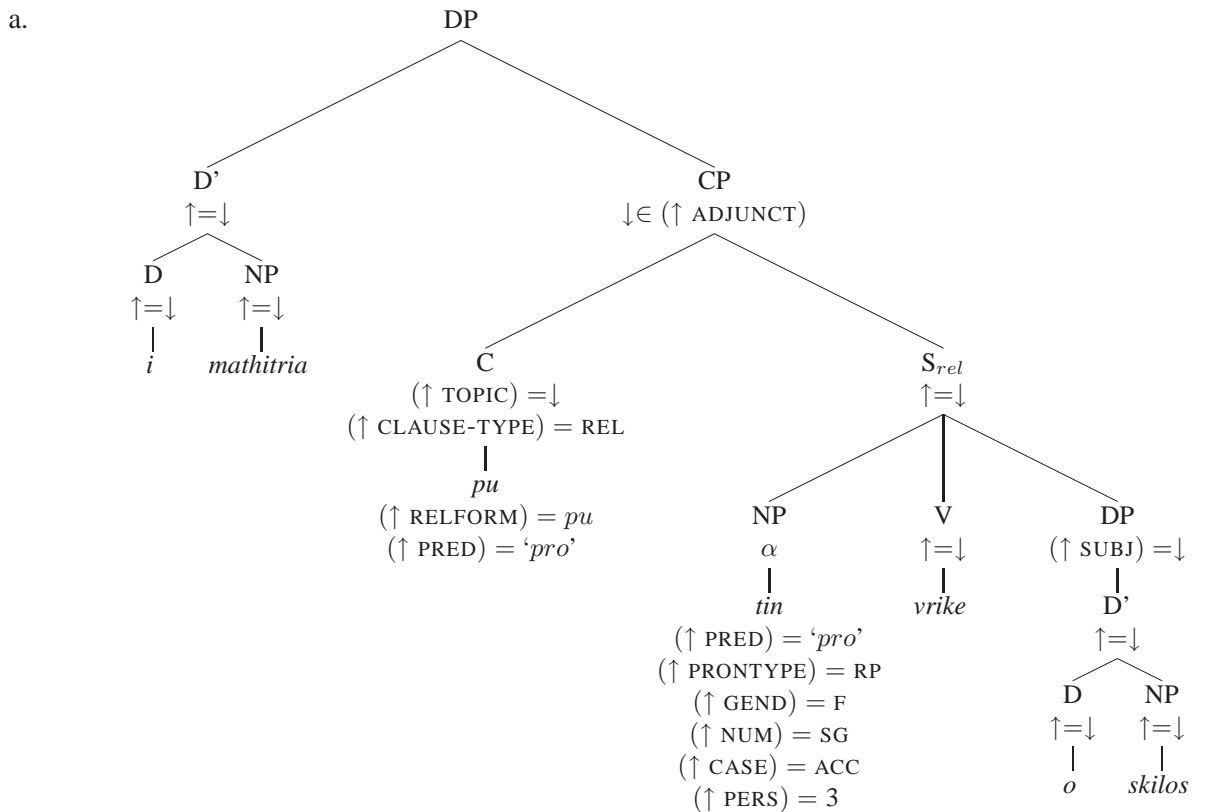 a.
DP
D’ CP
↑=↓ ↓∈ (↑ ADJUNCT)
D NP
↑=↓ ↑=↓
i mathitria
C S_rel
(↑ TOPIC) =↓ ↑=↓
(↑ CLAUSE-TYPE) = REL
pu
(↑ RELFORM) = pu
(↑ PRED) = ‘pro’
NP V DP
α ↑=↓ (↑ SUBJ) =↓
tin vrike D’
(↑ PRED) = ‘pro’ ↑=↓
(↑ PRONTYPE) = RP
(↑ GEND) = F D NP
(↑ NUM) = SG ↑=↓ ↑=↓
(↑ CASE) = ACC o skilos
(↑ PERS) = 3